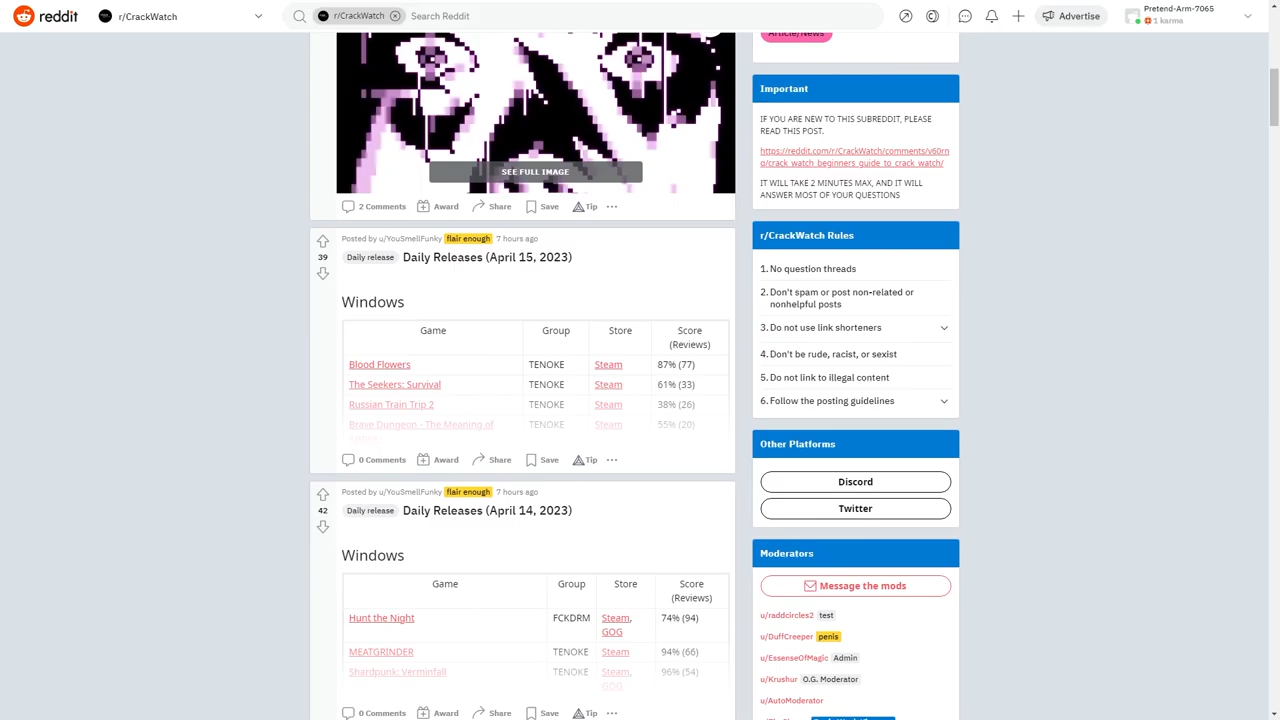 reddit
r/CrackWatch
r/CrackWatch
Search Reddit
Advertise
Pretend-Arm-7065
1 karma
SEE FULL IMAGE
2 Comments
Award
Share
Save
Tip
Posted by u/YouSmellFunky flair enough 7 hours ago
39
Daily release Daily Releases (April 15, 2023)
Windows
Game Group Store Score (Reviews)
Blood Flowers TENOKE Steam 87% (77)
The Seekers: Survival TENOKE Steam 61% (33)
Russian Train Trip 2 TENOKE Steam 38% (26)
Brave Dungeon - The Meaning of TENOKE Steam 55% (20)
0 Comments
Award
Share
Save
Tip
Posted by u/YouSmellFunky flair enough 7 hours ago
42
Daily release Daily Releases (April 14, 2023)
Windows
Game Group Store Score (Reviews)
Hunt the Night FCKDRM Steam, GOG 74% (94)
MEATGRINDER TENOKE Steam 94% (66)
Shardpunk: Verminfall TENOKE Steam, GOG 96% (54)
0 Comments
Award
Share
Save
Tip
Article/News
Important
IF YOU ARE NEW TO THIS SUBREDDIT, PLEASE
READ THIS POST.
https://reddit.com/r/CrackWatch/comments/v60rn
q/crack_watch_beginners_guide_to_crack_watch/
IT WILL TAKE 2 MINUTES MAX, AND IT WILL
ANSWER MOST OF YOUR QUESTIONS
r/CrackWatch Rules
1. No question threads
2. Don't spam or post non-related or
nonhelpful posts
3. Do not use link shorteners
4. Don't be rude, racist, or sexist
5. Do not link to illegal content
6. Follow the posting guidelines
Other Platforms
Discord
Twitter
Moderators
Message the mods
u/raddcircles2 test
u/DuffCreeper penis
u/EssenseOfMagic Admin
u/Krushur O.G. Moderator
u/AutoModerator